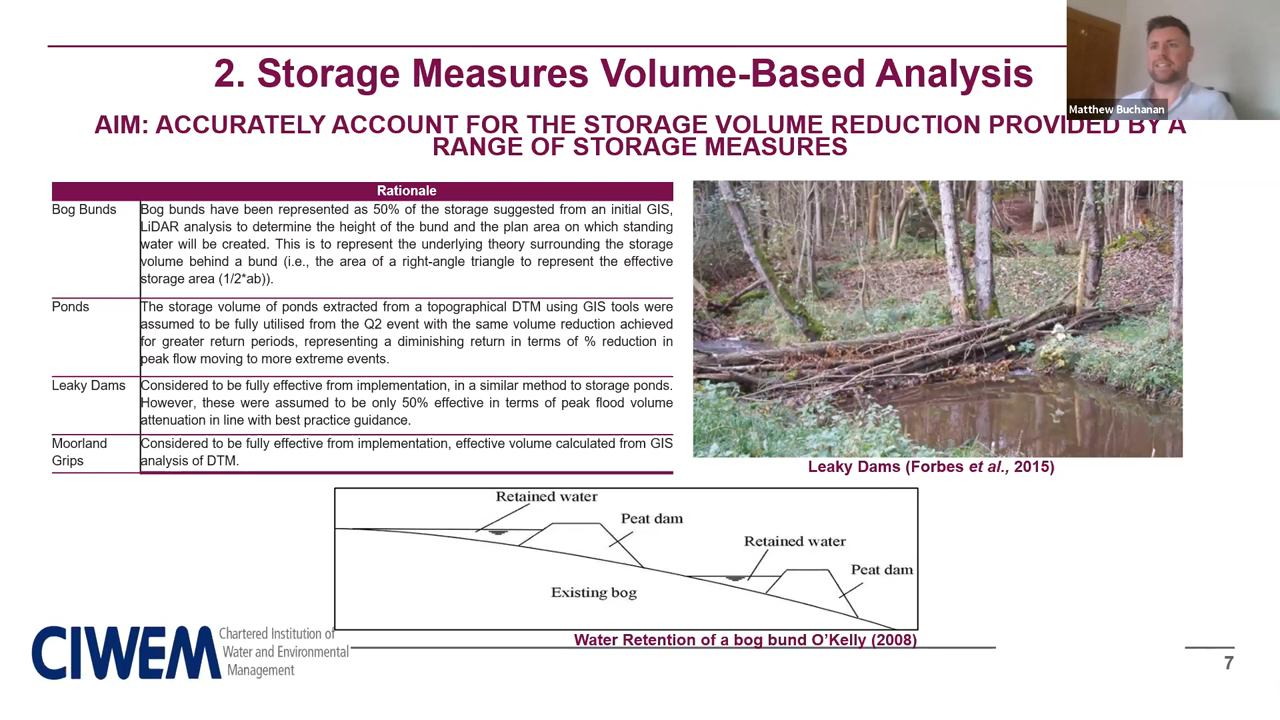 2. Storage Measures Volume-Based Analysis
Matthew Buchanan
AIM: ACCURATELY ACCOUNT FOR THE STORAGE VOLUME REDUCTION PROVIDED BY A
RANGE OF STORAGE MEASURES
Rationale
Bog Bunds
Bog bunds have been represented as 50% of the storage suggested from an initial GIS,
LiDAR analysis to determine the height of the bund and the plan area on which standing
water will be created. This is to represent the underlying theory surrounding the storage
volume behind a bund (i.e., the area of a right-angle triangle to represent the effective
storage area (1/2*ab)).
Ponds
The storage volume of ponds extracted from a topographical DTM using GIS tools were
assumed to be fully utilised from the Q2 event with the same volume reduction achieved
for greater return periods, representing a diminishing return in terms of % reduction in
peak flow moving to more extreme events.
Leaky Dams
Considered to be fully effective from implementation, in a similar method to storage ponds.
However, these were assumed to be only 50% effective in terms of peak flood volume
attenuation in line with best practice guidance.
Moorland
Grips
Considered to be fully effective from implementation, effective volume calculated from GIS
analysis of DTM.
Leaky Dams (Forbes et al., 2015)
Retained water
Peat dam
Retained water
Peat dam
Existing bog
Water Retention of a bog bund O'Kelly (2008)
CIWEM
Chartered Institution of
Water and Environmental
Management
7